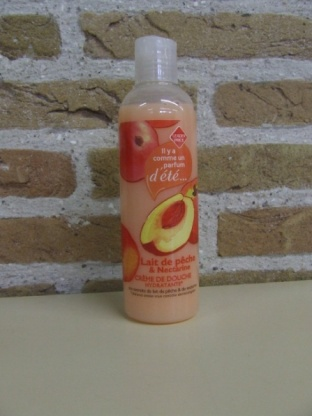 Il y a
comme un
parfum
d'été...
Lait de pêche
& Nectarine
CRÈME DE DOUCHE
HYDRATANTE